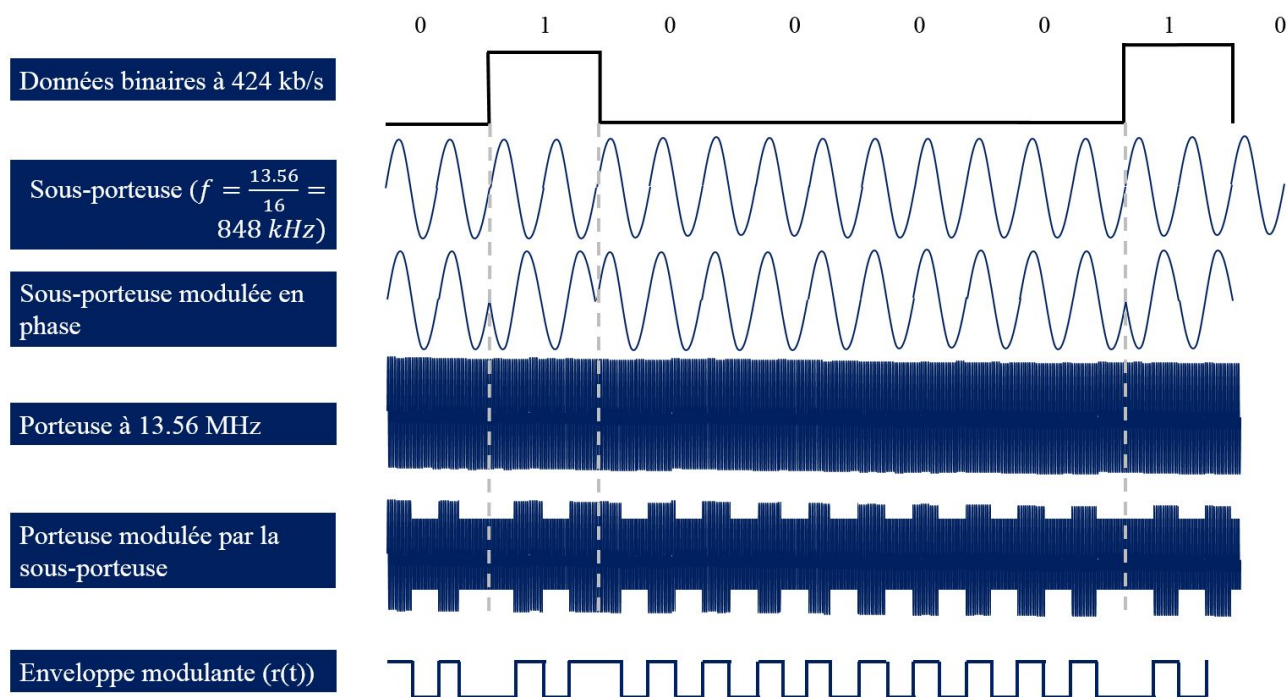 0 1 0 0 0 0 0 1 0
Données binaires à 424 kb/s
Sous-porteuse (f = 13.56/16 =
848 kHz)
Sous-porteuse modulée en
phase
Porteuse à 13.56 MHz
Porteuse modulée par la
sous-porteuse
Enveloppe modulante (r(t))